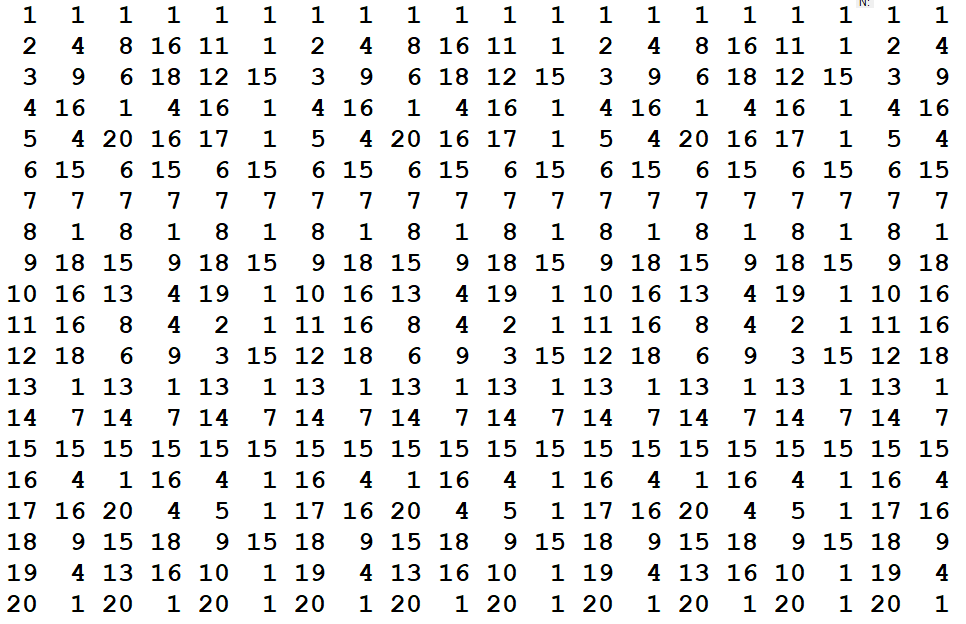 N:
1 1 1 1 1 1 1 1 1 1 1 1 1 1 1 1 1 1 1 1
2 4 8 16 11 1 2 4 8 16 11 1 2 4 8 16 11 1 2 4
3 9 6 18 12 15 3 9 6 18 12 15 3 9 6 18 12 15 3 9
4 16 1 4 16 1 4 16 1 4 16 1 4 16 1 4 16 1 4 16
5 4 20 16 17 1 5 4 20 16 17 1 5 4 20 16 17 1 5 4
6 15 6 15 6 15 6 15 6 15 6 15 6 15 6 15 6 15 6 15
7 7 7 7 7 7 7 7 7 7 7 7 7 7 7 7 7 7 7 7
8 1 8 1 8 1 8 1 8 1 8 1 8 1 8 1 8 1 8 1
9 18 15 9 18 15 9 18 15 9 18 15 9 18 15 9 18 15 9 18
10 16 13 4 19 1 10 16 13 4 19 1 10 16 13 4 19 1 10 16
11 16 8 4 2 1 11 16 8 4 2 1 11 16 8 4 2 1 11 16
12 18 6 9 3 15 12 18 6 9 3 15 12 18 6 9 3 15 12 18
13 1 13 1 13 1 13 1 13 1 13 1 13 1 13 1 13 1 13 1
14 7 14 7 14 7 14 7 14 7 14 7 14 7 14 7 14 7 14 7
15 15 15 15 15 15 15 15 15 15 15 15 15 15 15 15 15 15 15 15
16 4 1 16 4 1 16 4 1 16 4 1 16 4 1 16 4 1 16 4
17 16 20 4 5 1 17 16 20 4 5 1 17 16 20 4 5 1 17 16
18 9 15 18 9 15 18 9 15 18 9 15 18 9 15 18 9 15 18 9
19 4 13 16 10 1 19 4 13 16 10 1 19 4 13 16 10 1 19 4
20 1 20 1 20 1 20 1 20 1 20 1 20 1 20 1 20 1 20 1